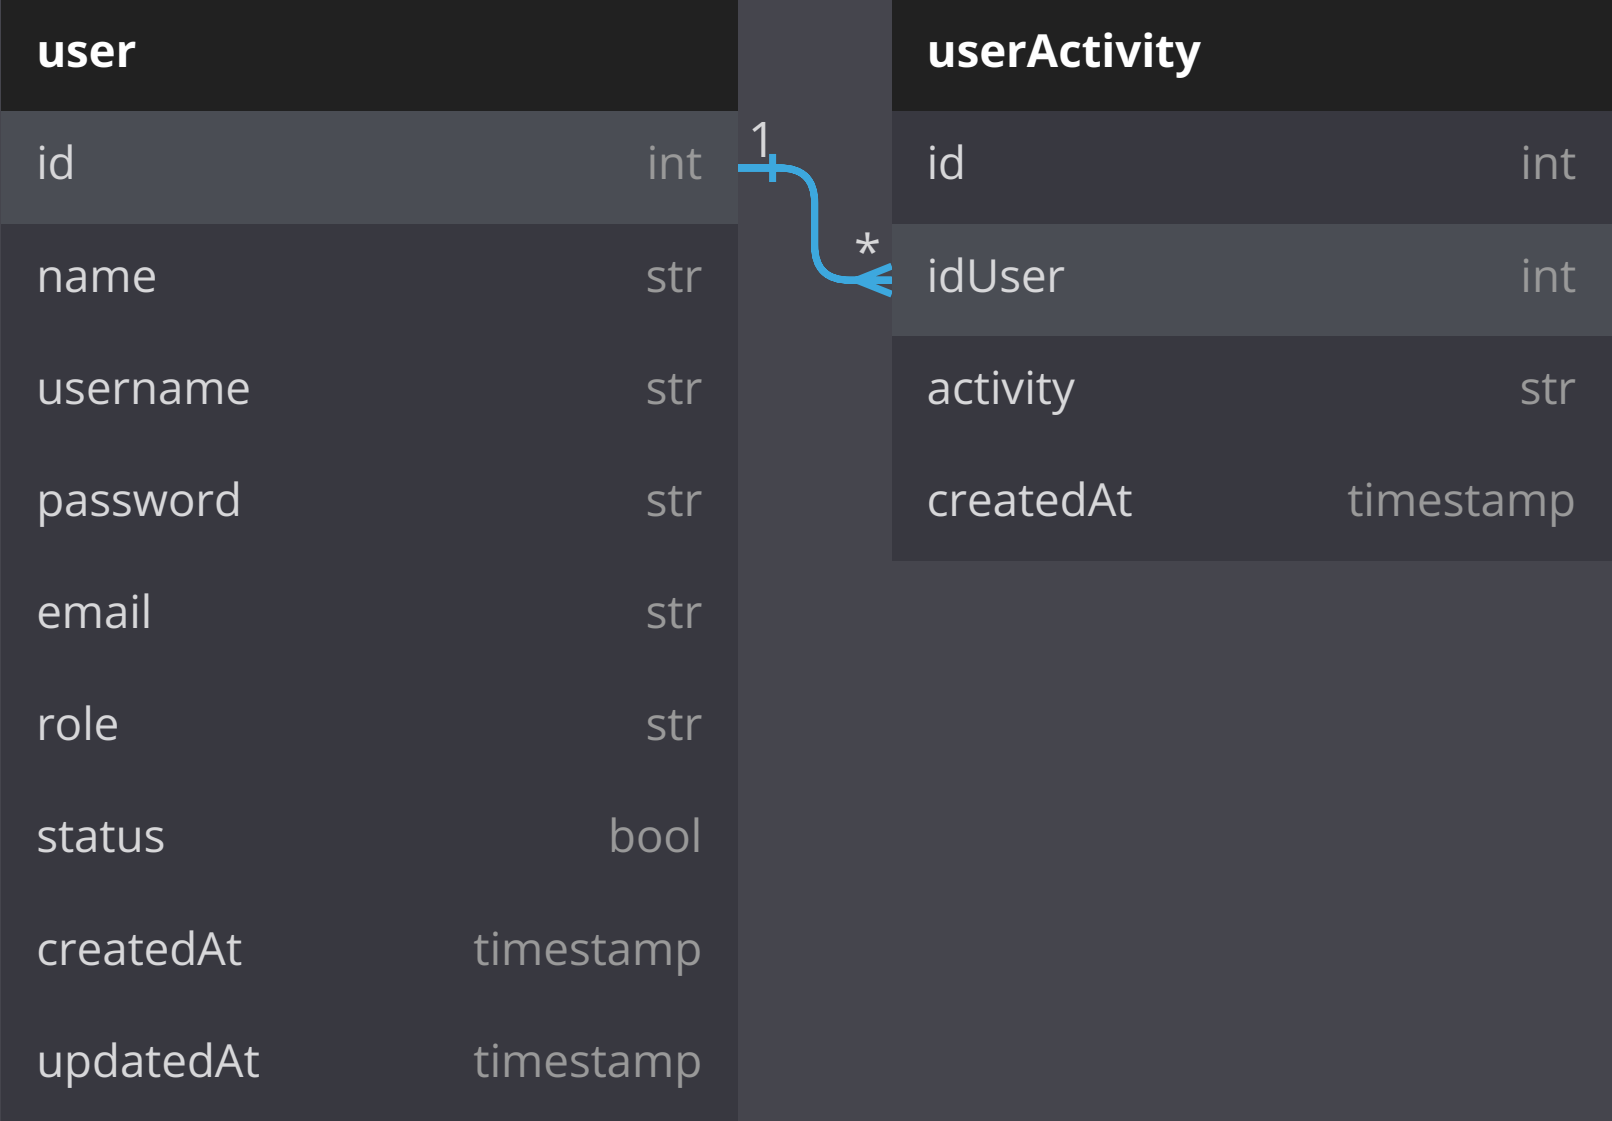 user
id int
name str
username str
password str
email str
role str
status bool
createdAt timestamp
updatedAt timestamp
1
*
userActivity
id int
idUser int
activity str
createdAt timestamp